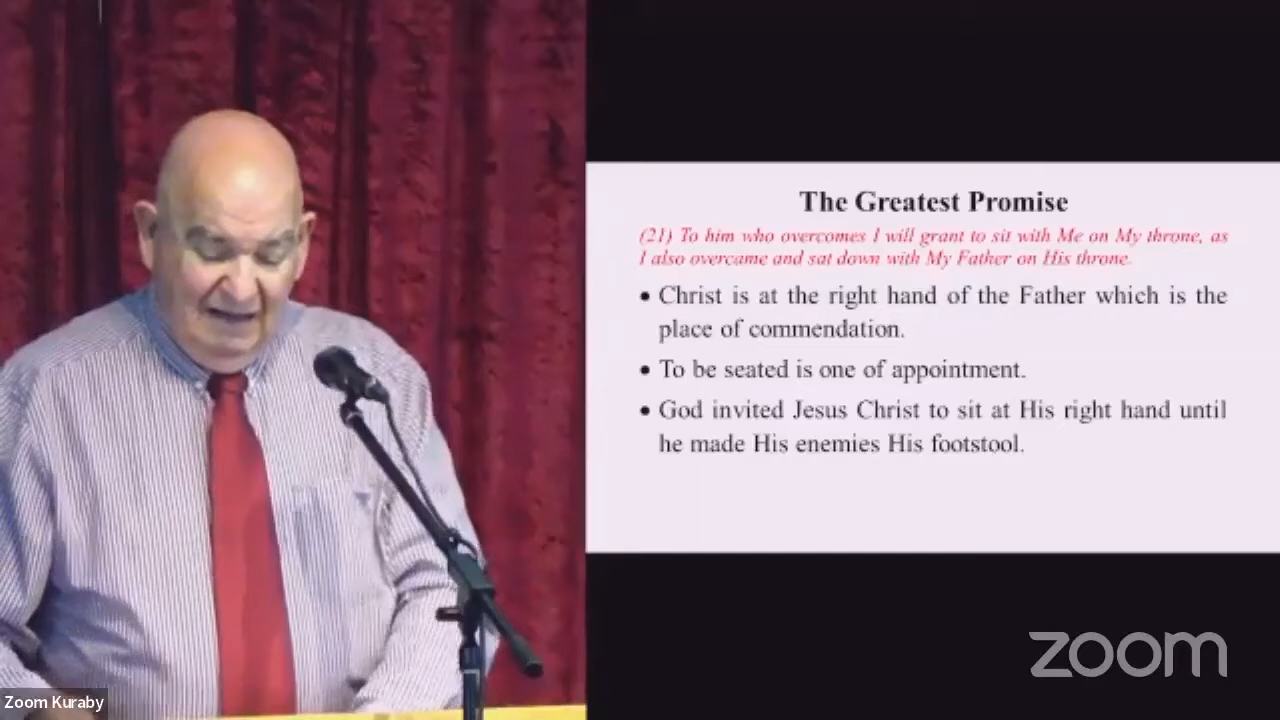 The Greatest Promise
(21) To him who overcomes I will grant to sit with Me on My throne, as
I also overcame and sat down with My Father on His throne.
• Christ is at the right hand of the Father which is the
place of commendation.
• To be seated is one of appointment.
• God invited Jesus Christ to sit at His right hand until
he made His enemies His footstool.
zoom
Zoom Kuraby